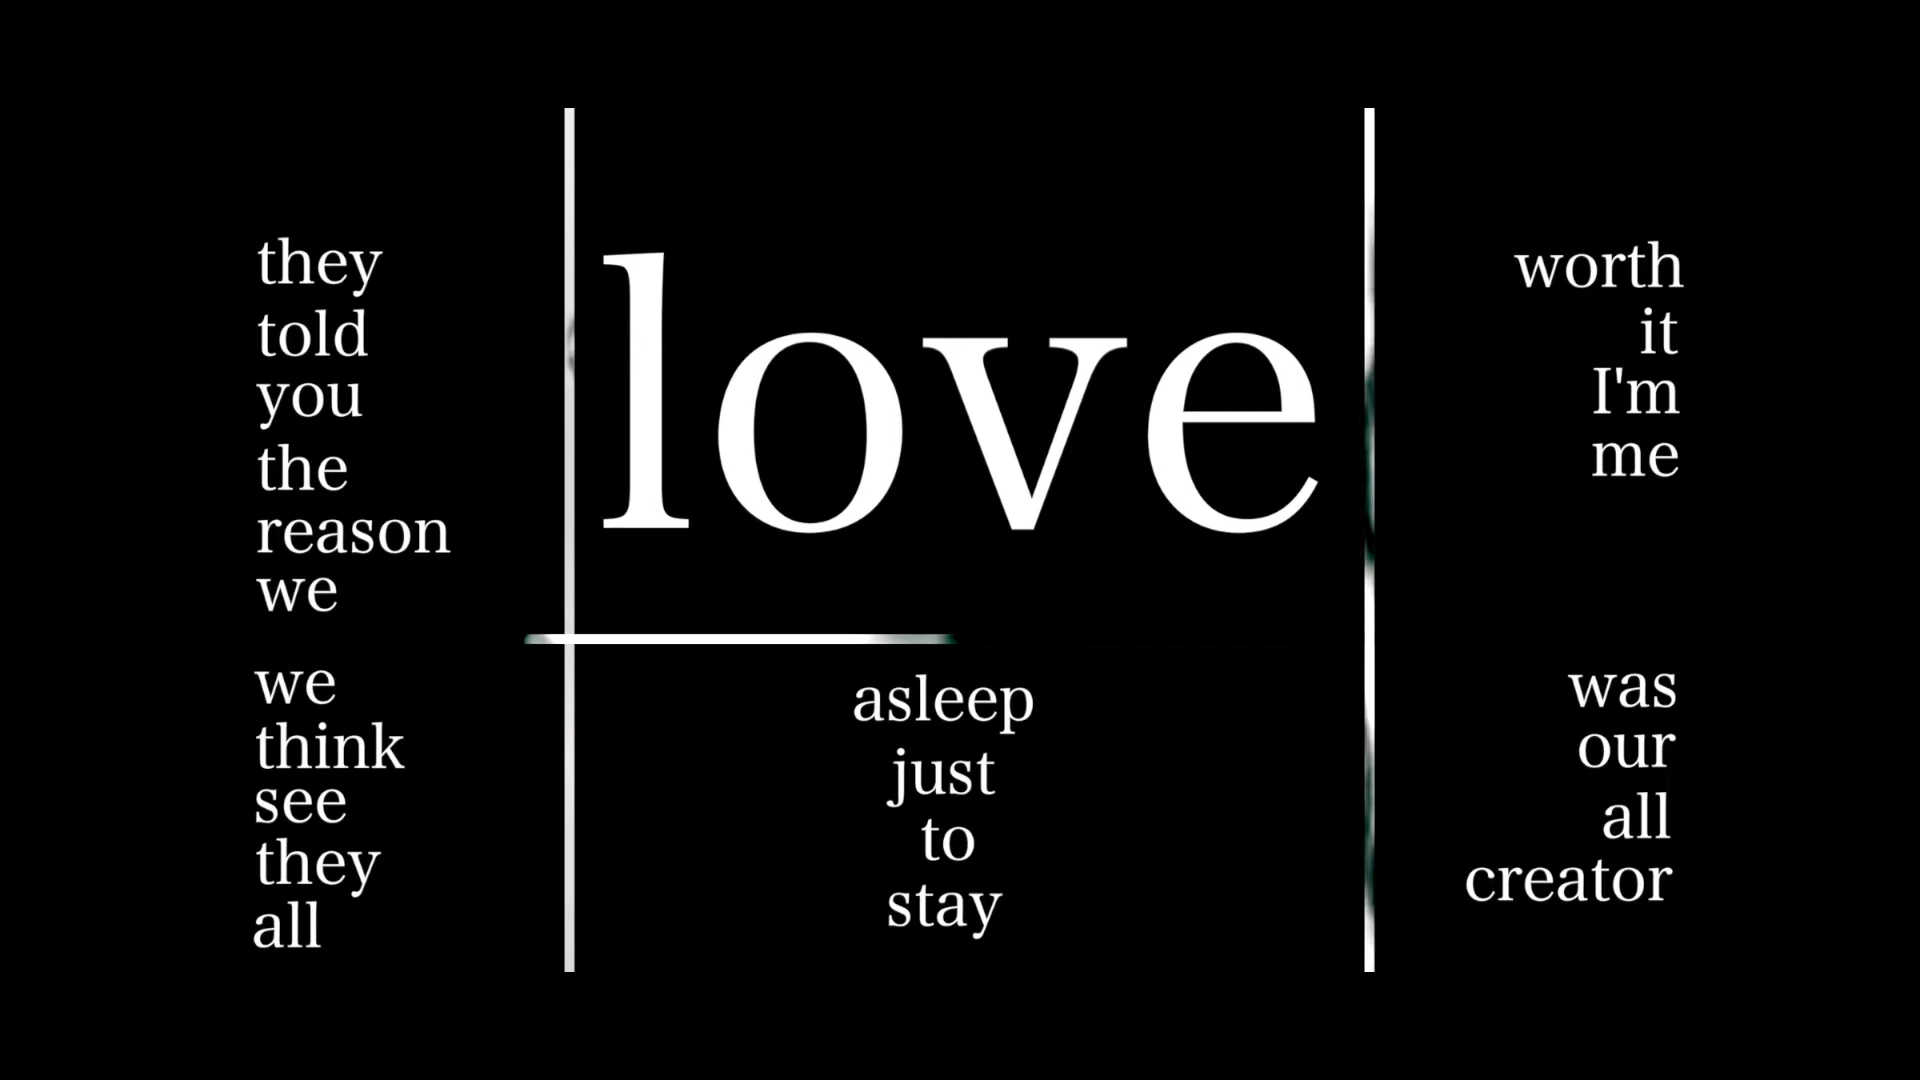 they
told
you
the
reason
we
we
think
see
they
all
love
asleep
just
to
stay
worth
it
I'm
me
was
our
all
creator